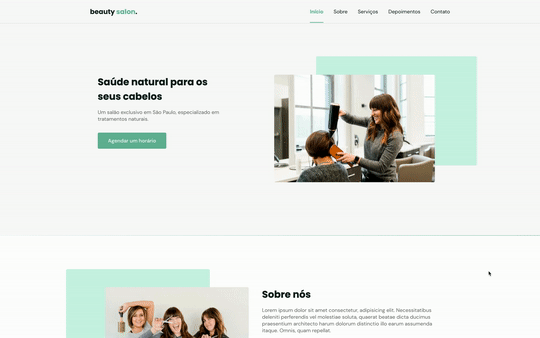 beauty salon.
Início Sobre Serviços Depoimentos Contato
Saúde natural para os
seus cabelos
Um salão exclusivo em São Paulo, especializado em
tratamentos naturais.
Agendar um horário
Sobre nós
Lorem ipsum dolor sit amet consectetur, adipisicing elit. Necessitatibus
deleniti perferendis vel molestiae soluta, quaerat beatae dicta ducimus
praesentium architecto harum dolorum distinctio illo earum assumenda
itaque. Omnis, quam repellat.